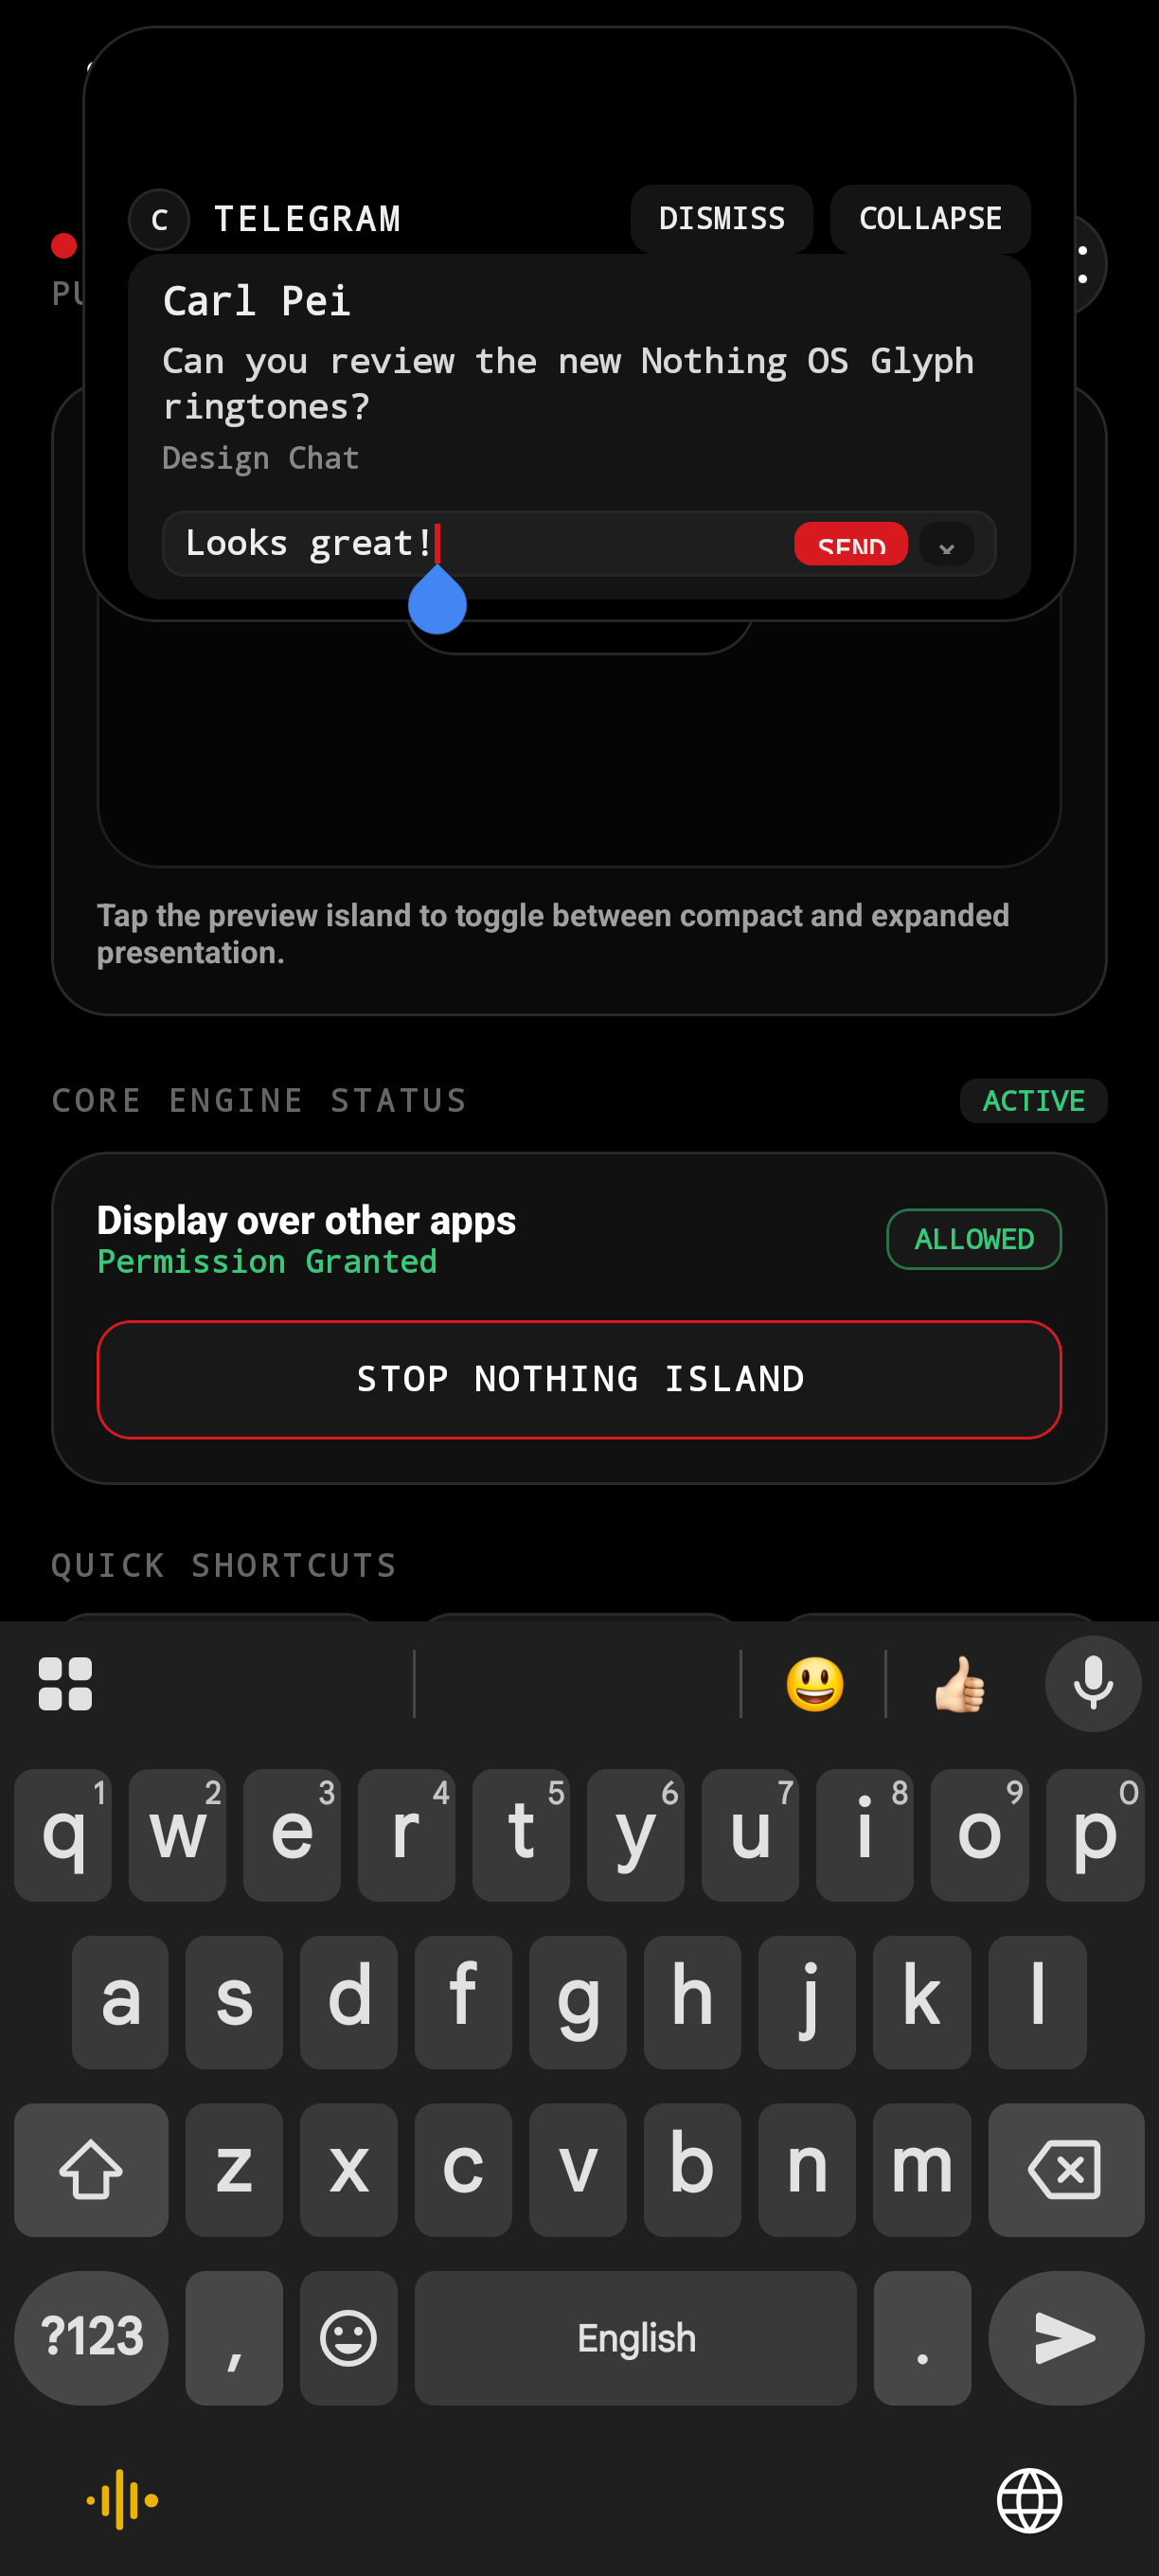 C TELEGRAM DISMISS COLLAPSE
PU
Carl Pei
Can you review the new Nothing OS Glyph
ringtones?
Design Chat
Looks great! SEND
Tap the preview island to toggle between compact and expanded
presentation.
CORE ENGINE STATUS ACTIVE
Display over other apps
Permission Granted
ALLOWED
STOP NOTHING ISLAND
QUICK SHORTCUTS
q 1 w 2 e 3 r 4 t 5 y 6 u 7 i 8 o 9 p 0
a s d f g h j k l
z x c v b n m
?123 , English .